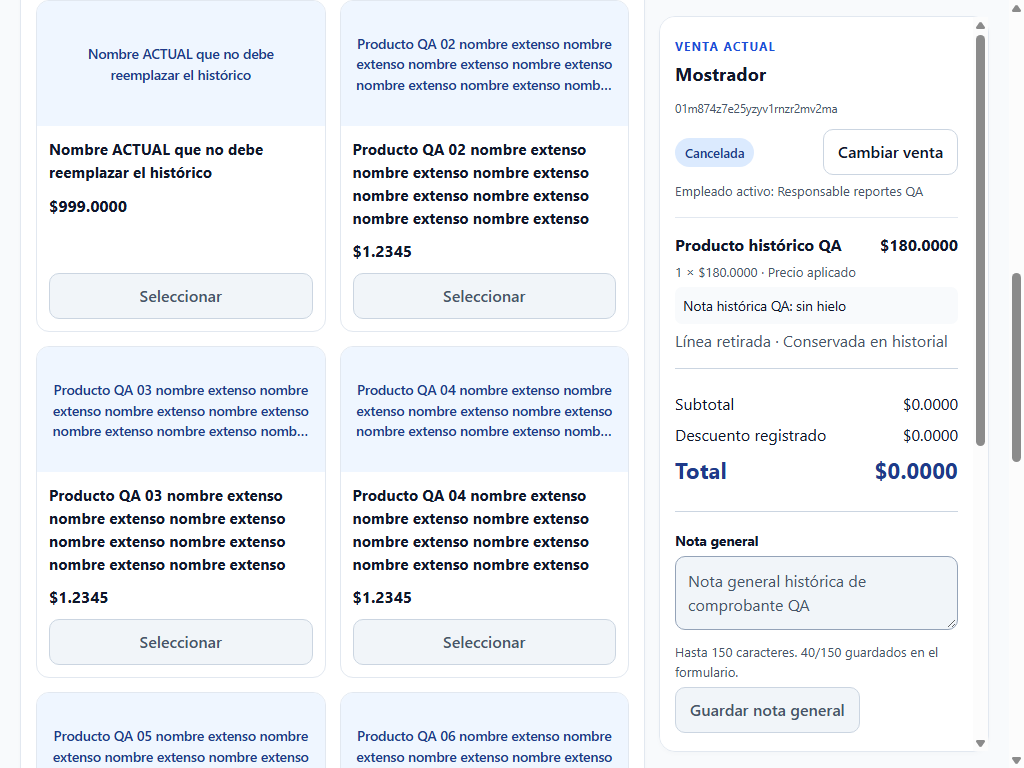 Nombre ACTUAL que no debe
reemplazar el histórico
Nombre ACTUAL que no debe
reemplazar el histórico
$999.0000
Seleccionar
Producto QA 02 nombre extenso nombre
extenso nombre extenso nombre extenso
nombre extenso nombre extenso nomb...
Producto QA 02 nombre extenso
nombre extenso nombre extenso
nombre extenso nombre extenso
nombre extenso nombre extenso
$1.2345
Seleccionar
Producto QA 03 nombre extenso nombre
extenso nombre extenso nombre extenso
nombre extenso nombre extenso nomb...
Producto QA 03 nombre extenso
nombre extenso nombre extenso
nombre extenso nombre extenso
nombre extenso nombre extenso
$1.2345
Seleccionar
Producto QA 04 nombre extenso nombre
extenso nombre extenso nombre extenso
nombre extenso nombre extenso nomb...
Producto QA 04 nombre extenso
nombre extenso nombre extenso
nombre extenso nombre extenso
nombre extenso nombre extenso
$1.2345
Seleccionar
Producto QA 05 nombre extenso nombre
extenso nombre extenso nombre extenso
Producto QA 06 nombre extenso nombre
extenso nombre extenso nombre extenso
VENTA ACTUAL
Mostrador
01m874z7e25yzyv1rnzr2mv2ma
Cancelada
Cambiar venta
Empleado activo: Responsable reportes QA
Producto histórico QA $180.0000
1 × $180.0000 · Precio aplicado
Nota histórica QA: sin hielo
Línea retirada · Conservada en historial
Subtotal $0.0000
Descuento registrado $0.0000
Total $0.0000
Nota general
Nota general histórica de
comprobante QA
Hasta 150 caracteres. 40/150 guardados en el
formulario.
Guardar nota general